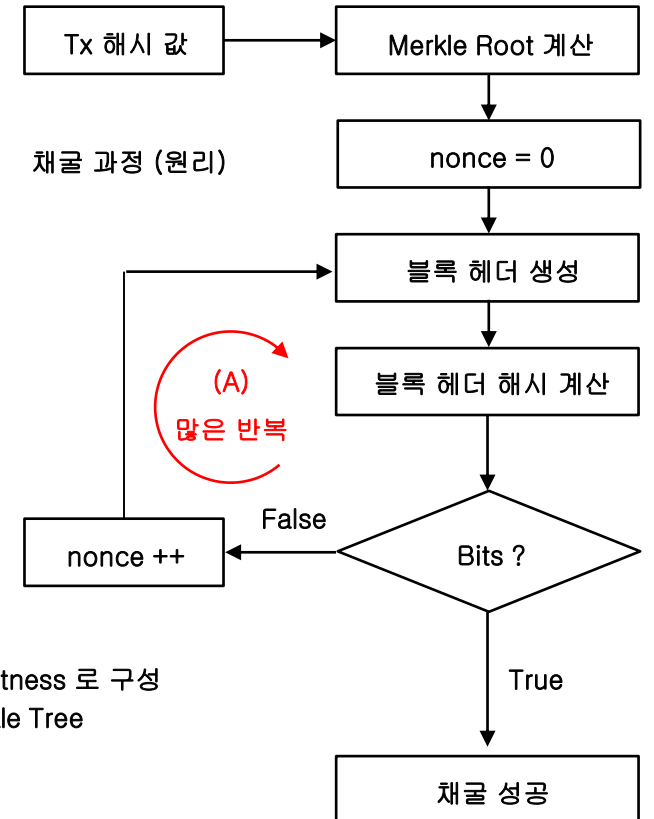 Tx 해시 값
Merkle Root 계산
채굴 과정 (원리)
nonce = 0
블록 헤더 생성
(A)
많은 반복
블록 헤더 해시 계산
False
nonce ++
Bits ?
tness 로 구성
le Tree
True
채굴 성공